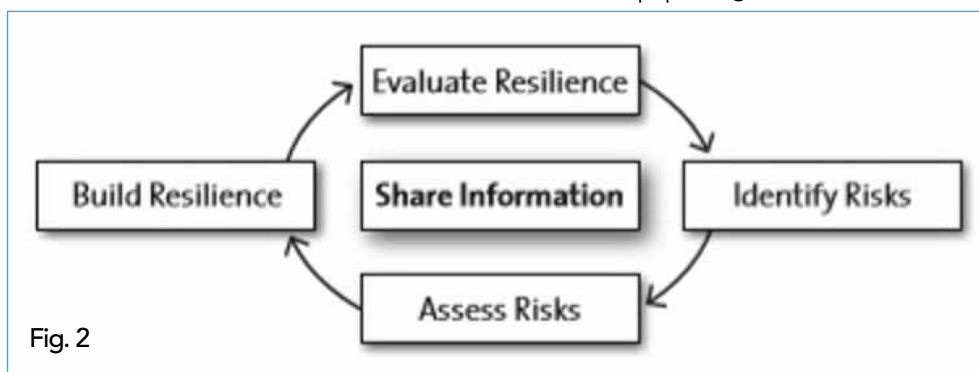 Evaluate Resilience
Build Resilience
Share Information
Identify Risks
Assess Risks
Fig. 2